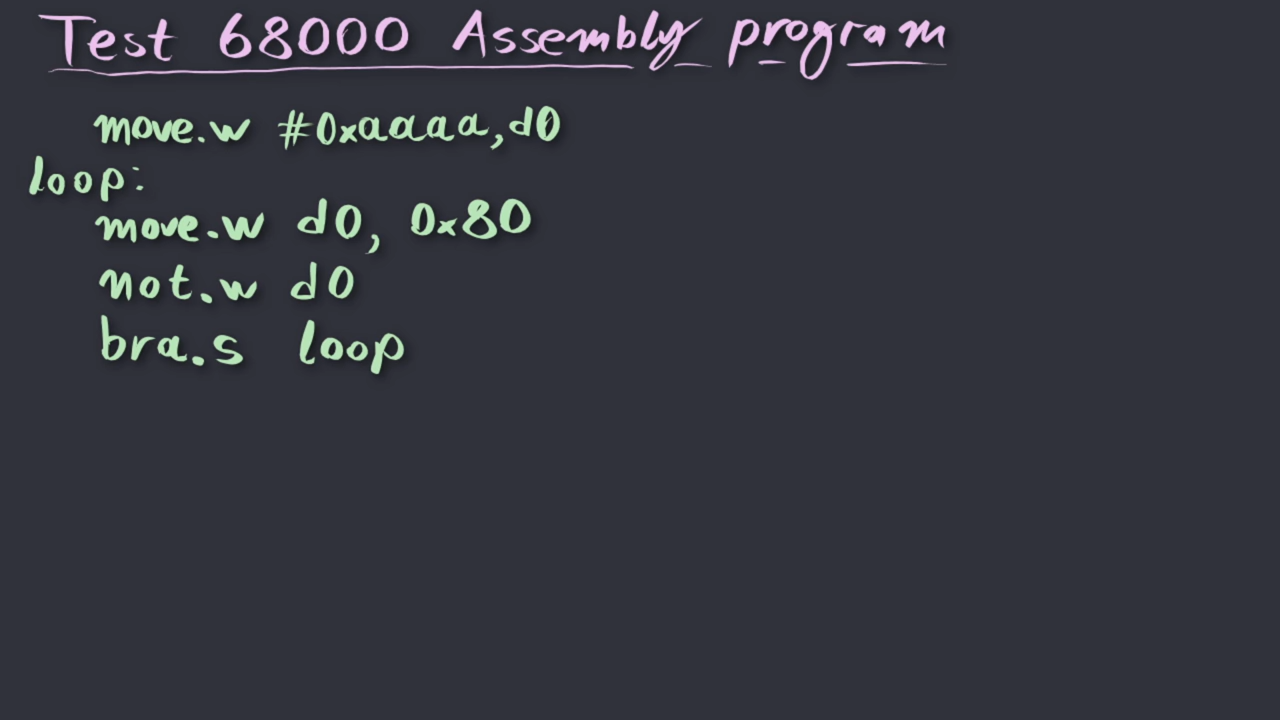 Test 68000 Assembly program
move.w #0xaaaa,d0
loop:
move.w d0, 0x80
not.w d0
bra.s loop